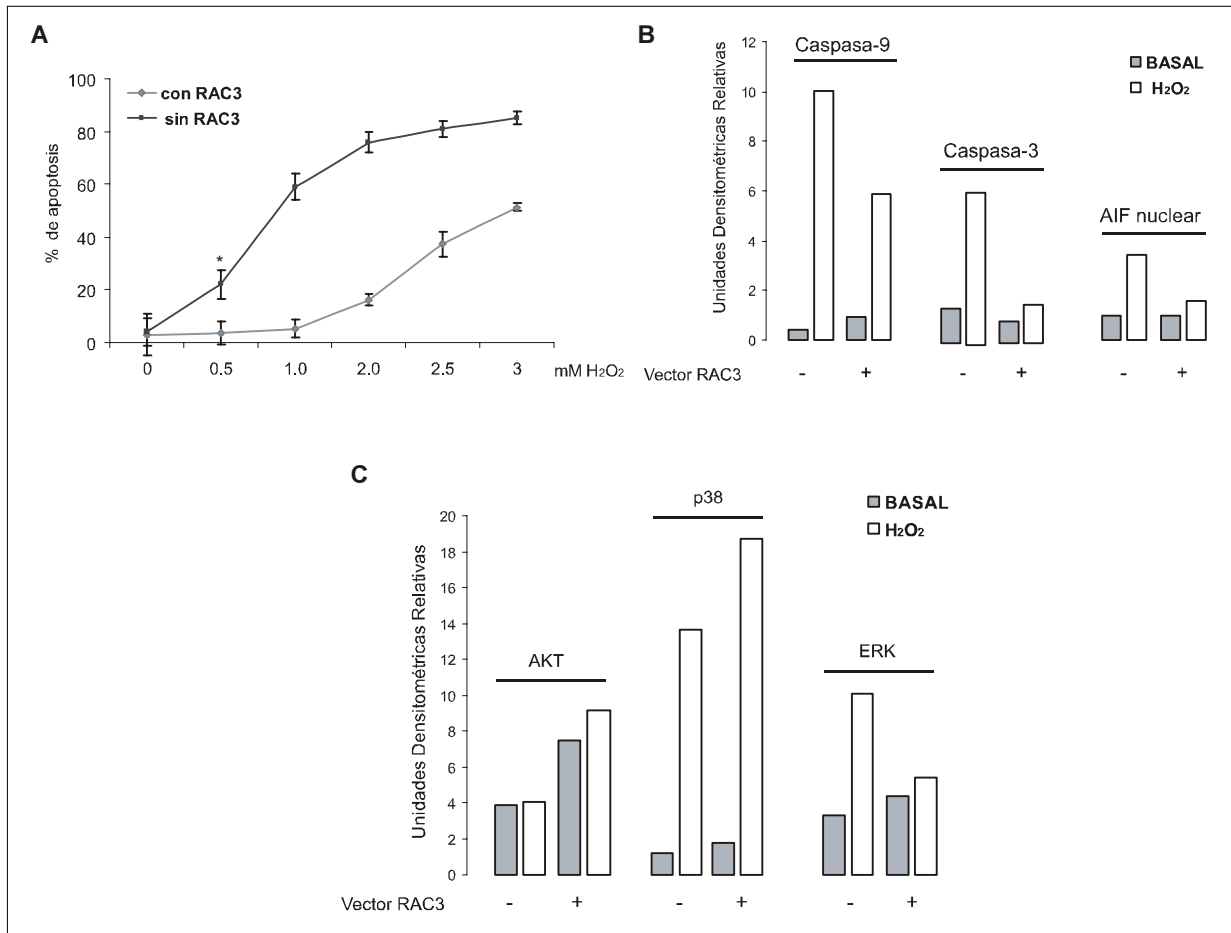 A
100
80
60
40
20
0
% de apoptosis
con RAC3
sin RAC3
*
0 0.5 1.0 2.0 2.5 3 mM H₂O₂
B
12
10
8
6
4
2
0
Unidades Densitométricas Relativas
Caspasa-9
Caspasa-3
AIF nuclear
BASAL
H₂O₂
Vector RAC3 - + - + - +
C
20
18
16
14
12
10
8
6
4
2
0
Unidades Densitométricas Relativas
AKT
p38
ERK
BASAL
H₂O₂
Vector RAC3 - + - + - +